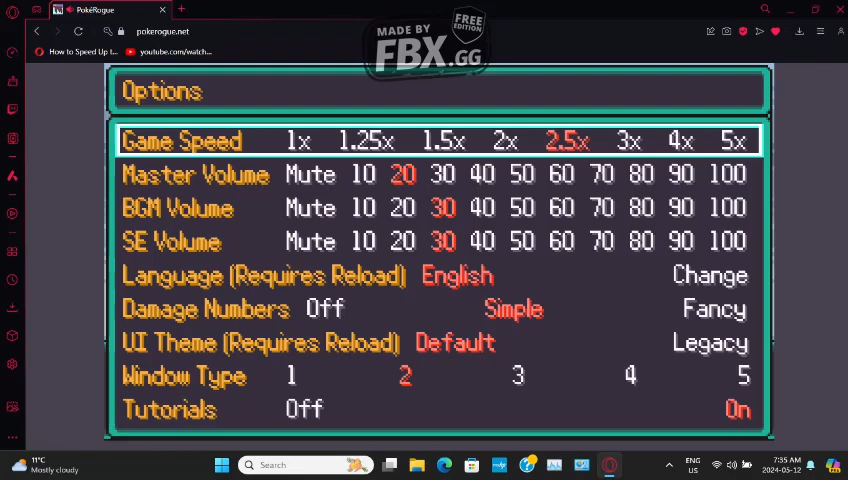 PokéRogue
MADE BY
FREE
EDITION
FBX.GG
pokerogue.net
How to Speed Up t...
youtube.com/watch...
Options
Game Speed 1x 1.25x 1.5x 2x 2.5x 3x 4x 5x
Master Volume Mute 10 20 30 40 50 60 70 80 90 100
BGM Volume Mute 10 20 30 40 50 60 70 80 90 100
SE Volume Mute 10 20 30 40 50 60 70 80 90 100
Language (Requires Reload) English Change
Damage Numbers Off Simple Fancy
UI Theme (Requires Reload) Default Legacy
Window Type 1 2 3 4 5
Tutorials Off On
11°C
Mostly cloudy
Search
ENG
US
7:35 AM
2024-05-12